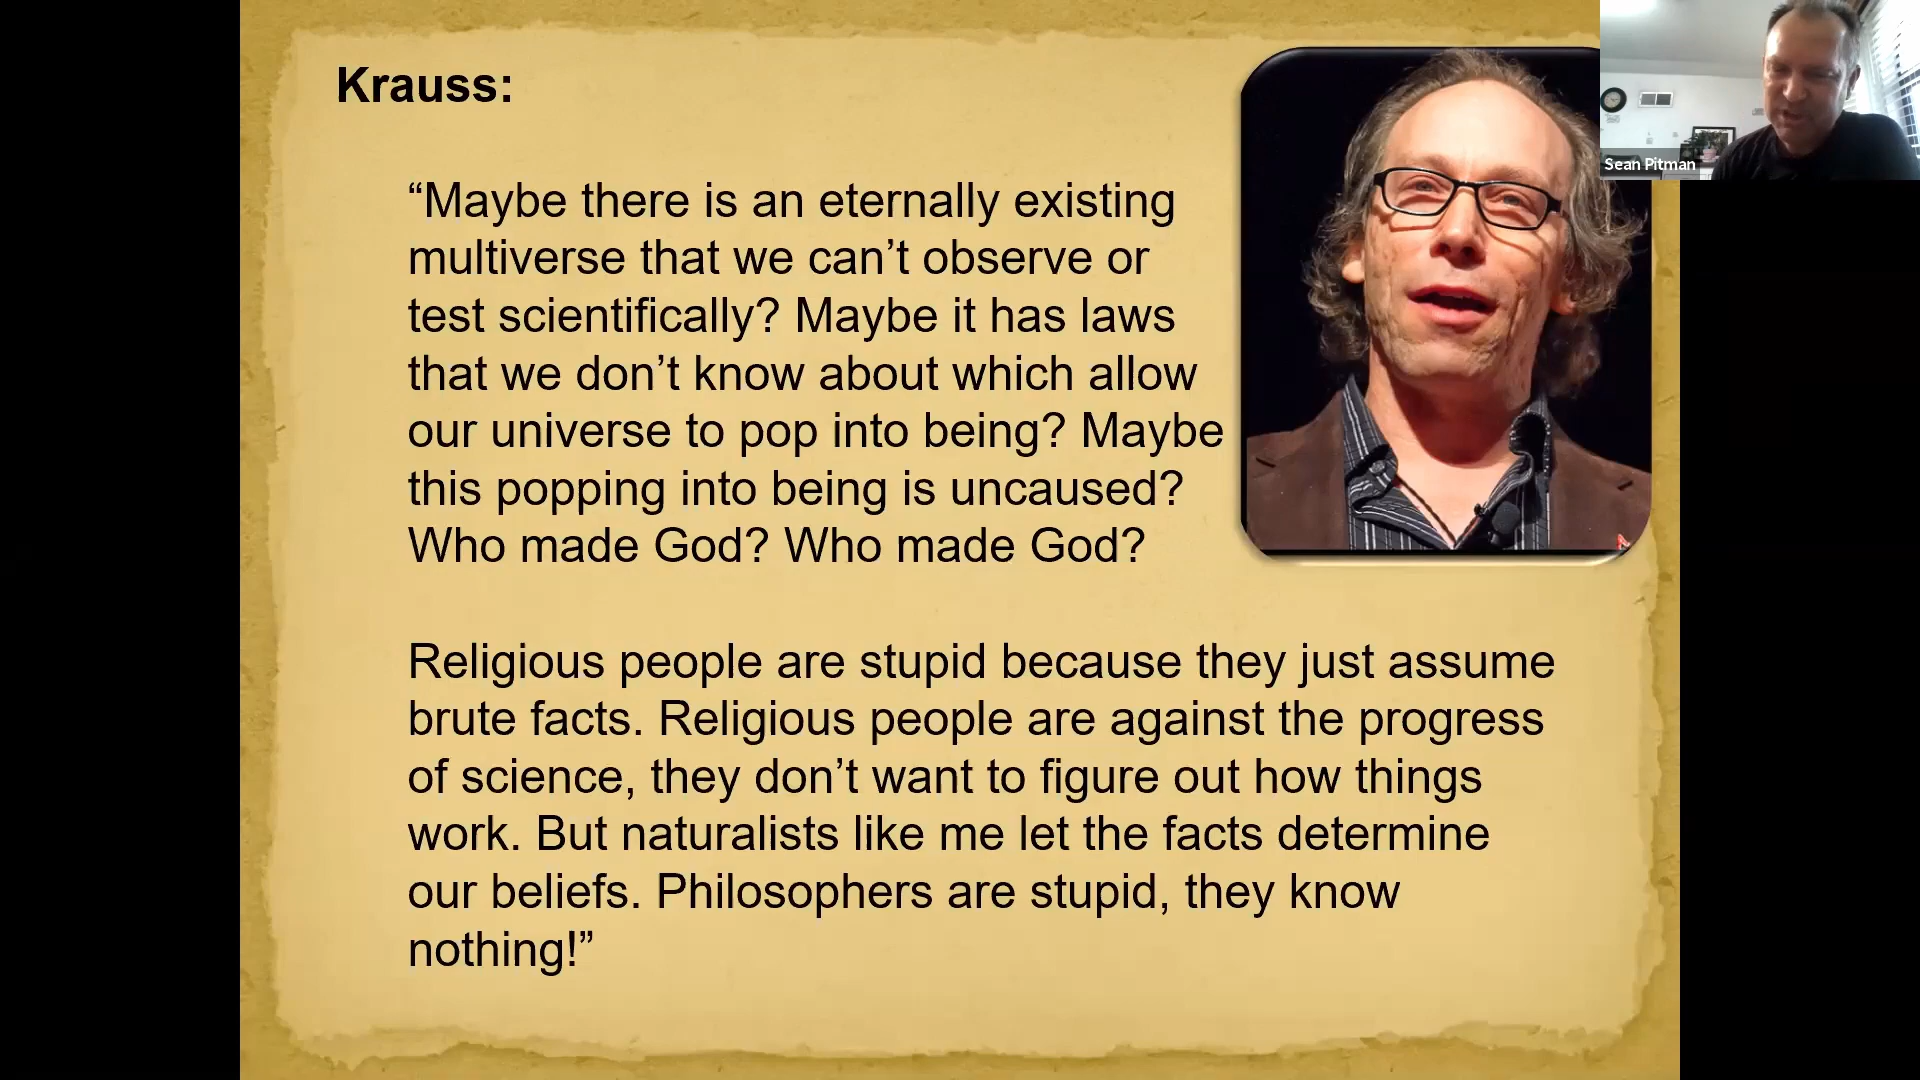 Krauss:
“Maybe there is an eternally existing
multiverse that we can’t observe or
test scientifically? Maybe it has laws
that we don’t know about which allow
our universe to pop into being? Maybe
this popping into being is uncaused?
Who made God? Who made God?
Religious people are stupid because they just assume
brute facts. Religious people are against the progress
of science, they don’t want to figure out how things
work. But naturalists like me let the facts determine
our beliefs. Philosophers are stupid, they know
nothing!”
Sean Pitman